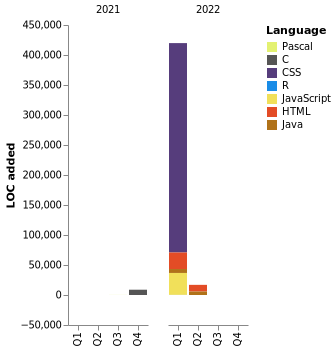 2021
2022
450,000
400,000
350,000
300,000
250,000
200,000
150,000
100,000
50,000
0
−50,000
LOC added
Q1
Q2
Q3
Q4
Q1
Q2
Q3
Q4
Language
Pascal
C
CSS
R
JavaScript
HTML
Java